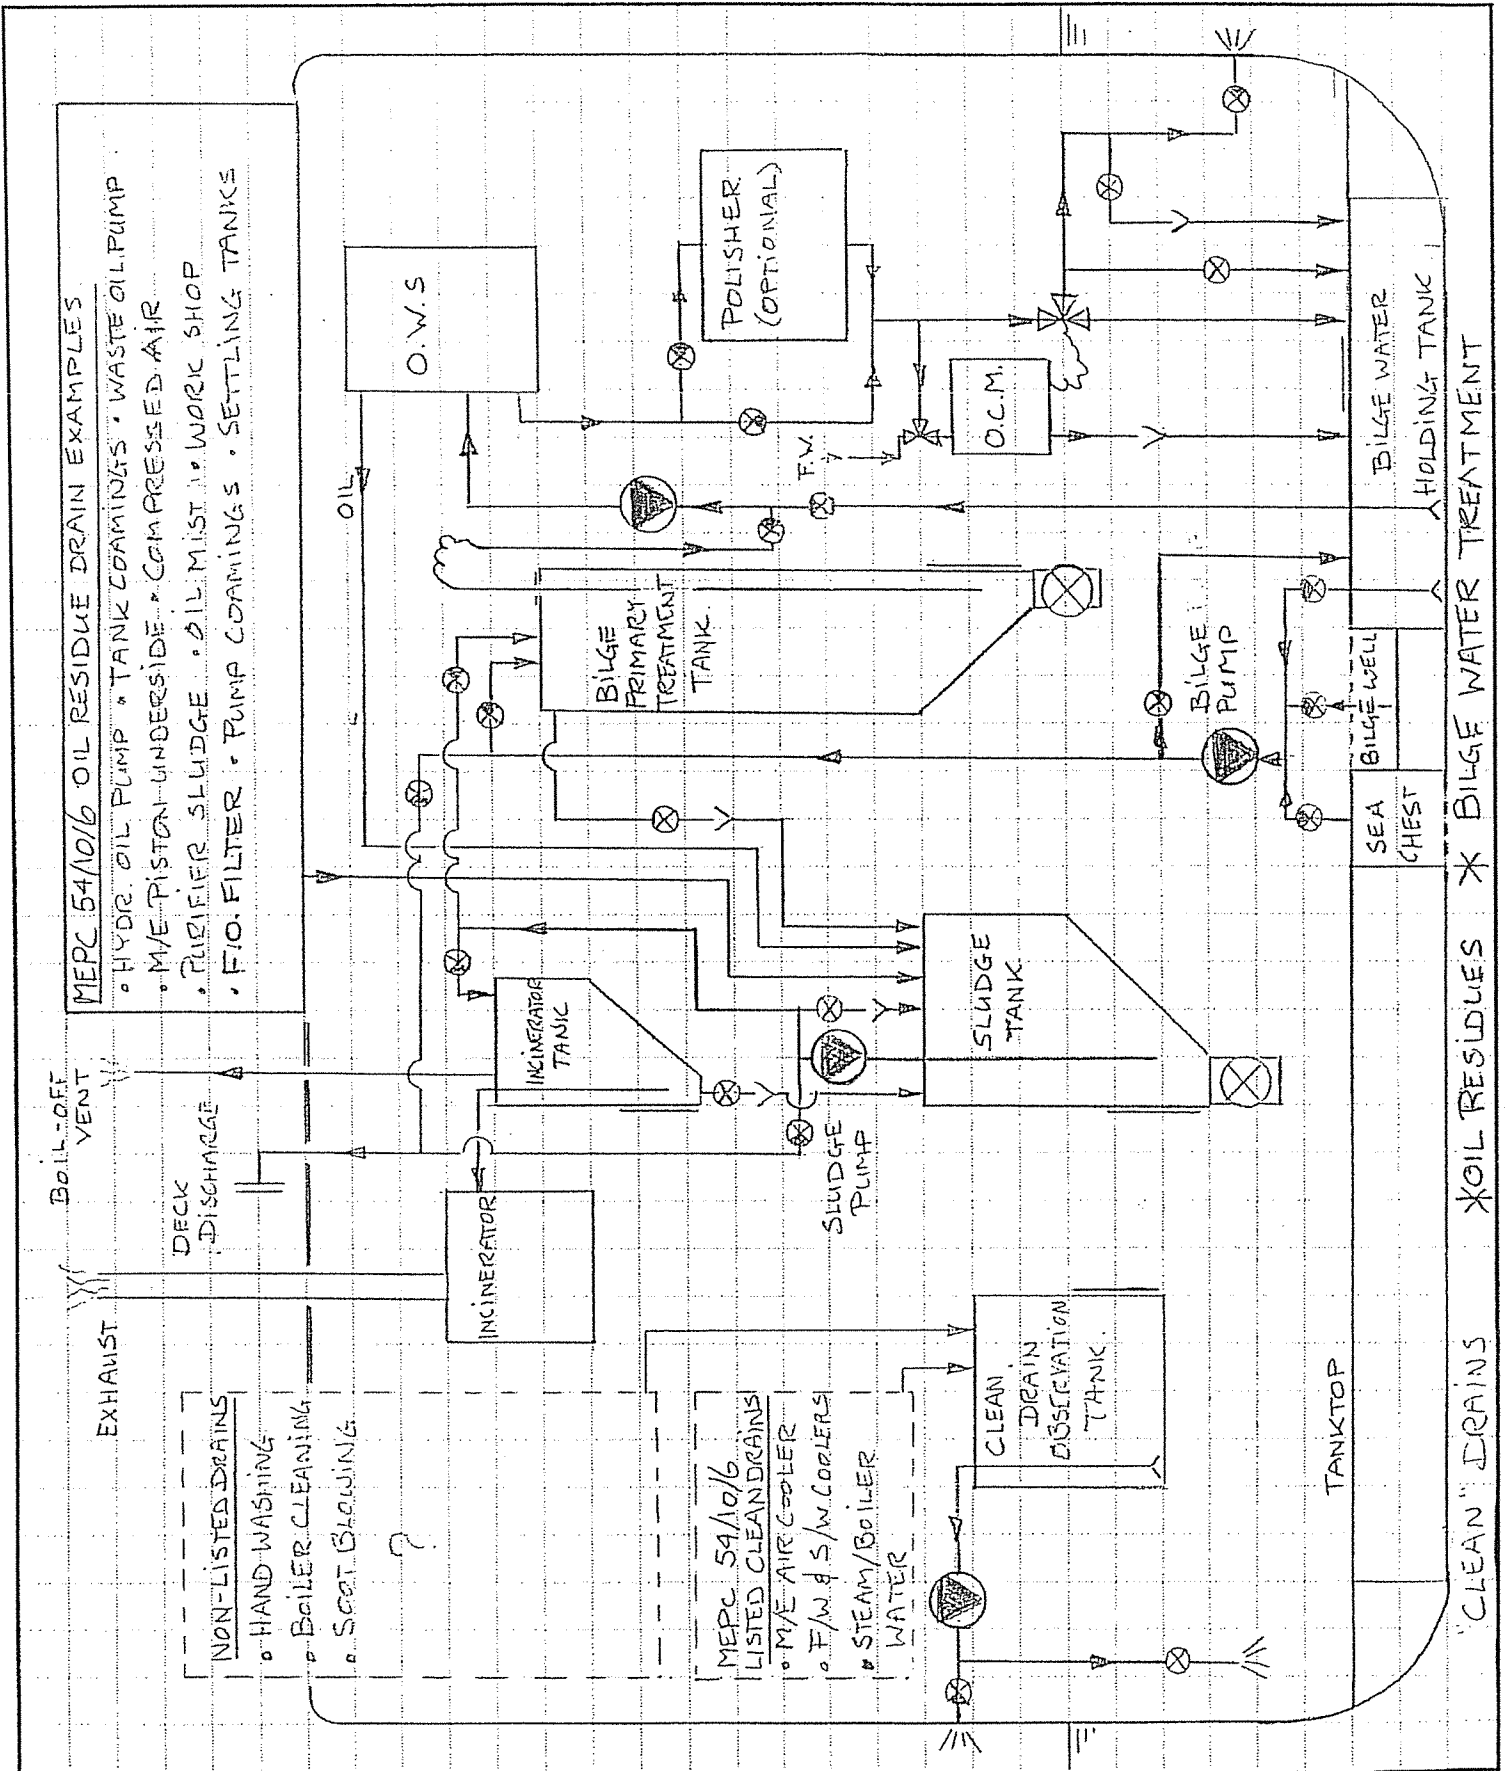 BOIL-OFF
VENT
EXHAUST
DECK
DISCHARGE
MEPC 54/10/6 OIL RESIDUE DRAIN EXAMPLES
• HYDR. OIL PUMP • TANK COAMINGS • WASTE OIL PUMP
• M/E PISTON UNDERSIDE • COMPRESSED AIR
• PURIFIER SLUDGE • OIL MIST • WORK SHOP
• F.O. FILTER • PUMP COAMINGS • SETTLING TANKS
NON-LISTED DRAINS
• HAND WASHING
• BOILER CLEANING
• SOOT BLOWING
?
MEPC 54/10/6
LISTED CLEAN DRAINS
• M/E AIR COOLER
• F/W & S/W COOLERS
• STEAM/BOILER
WATER
INCINERATOR
INCINERATOR
TANK
OIL
O.W.S
POLISHER
(OPTIONAL)
F.W.
O.C.M.
BILGE
PRIMARY
TREATMENT
TANK
SLUDGE
PUMP
SLUDGE
TANK
BILGE
PUMP
CLEAN
DRAIN
OBSERVATION
TANK.
TANKTOP
SEA
CHEST
BILGE WELL
BILGE WATER
HOLDING TANK
"CLEAN" DRAINS * OIL RESIDUES * BILGE WATER TREATMENT